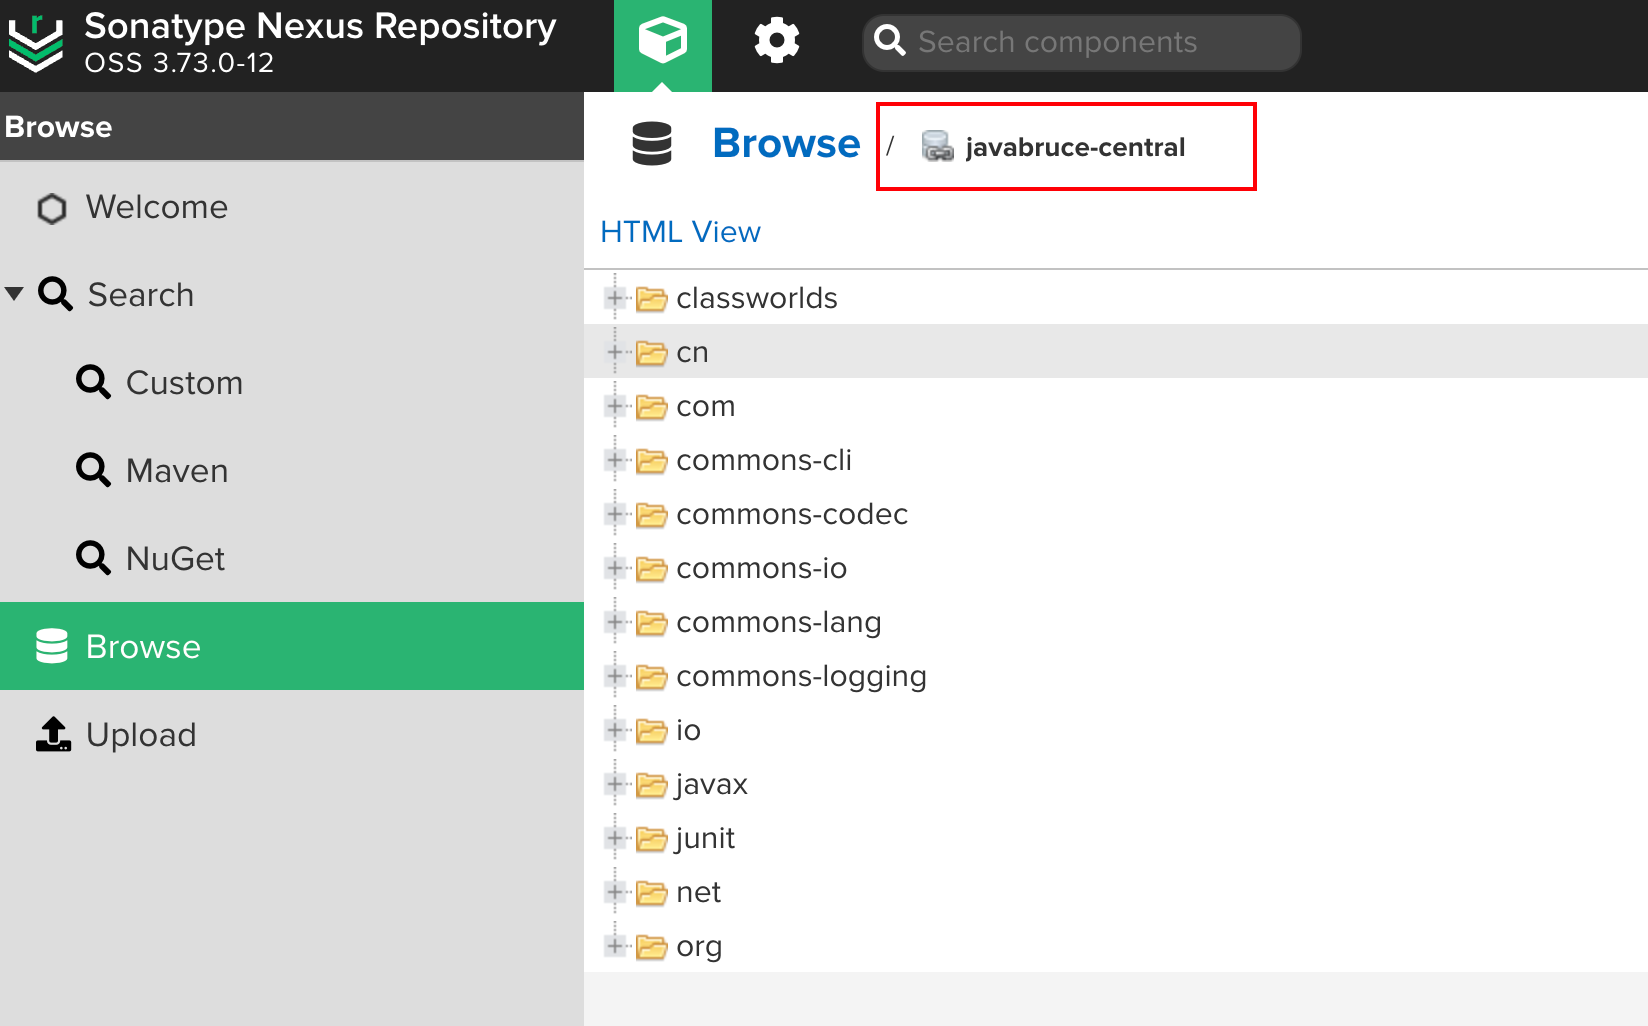 Sonatype Nexus Repository
OSS 3.73.0-12
Search components
Browse
Welcome
Search
Custom
Maven
NuGet
Browse
Upload
Browse / javabruce-central
HTML View
classworlds
cn
com
commons-cli
commons-codec
commons-io
commons-lang
commons-logging
io
javax
junit
net
org